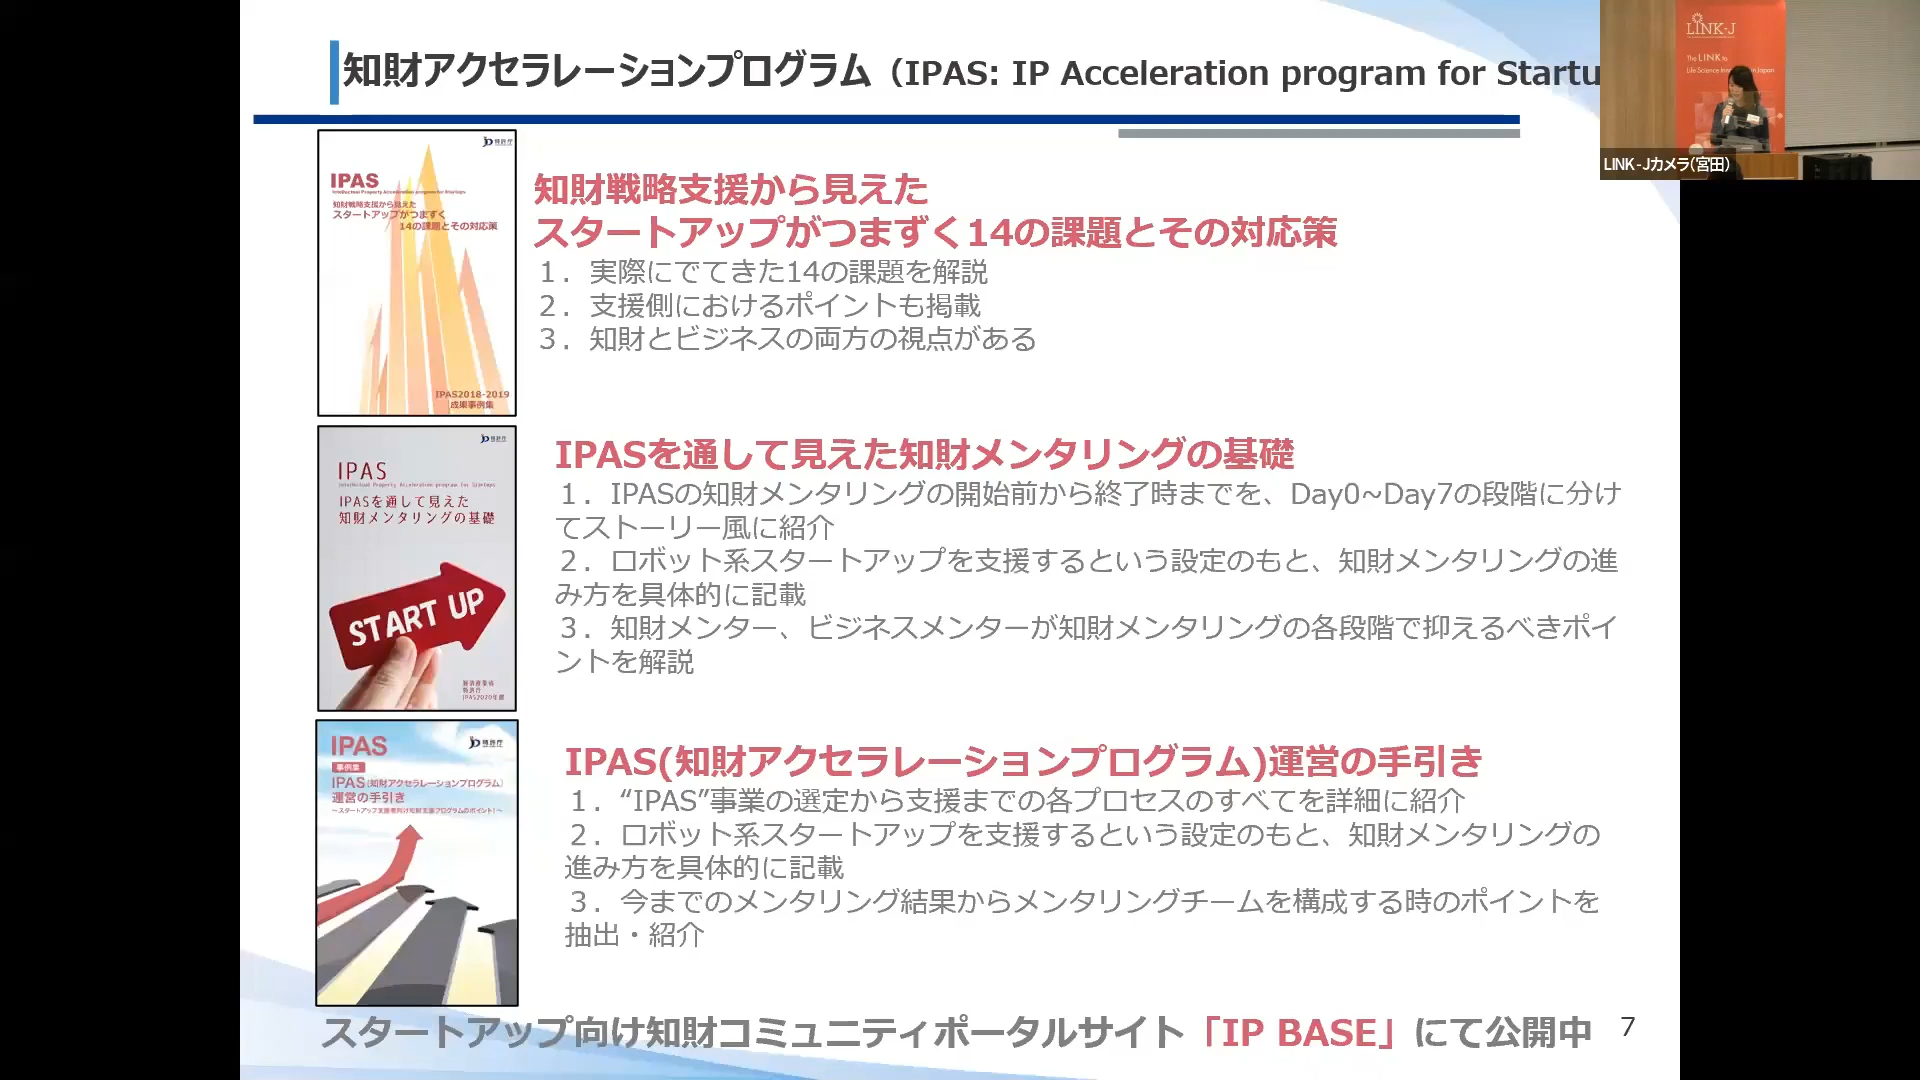 知財アクセラレーションプログラム（IPAS: IP Acceleration program for Startu
LINK-J
The LINK to
Life Science Inn
in Japan
LINK-Jカメラ(宮田)
特許庁
IPAS
Intellectual Property Acceleration program for Startups
知財戦略支援から見えた
スタートアップがつまずく
14の課題とその対応策
IPAS2018-2019
成果事例集
知財戦略支援から見えた
スタートアップがつまずく14の課題とその対応策
１．実際にでてきた14の課題を解説
２．支援側におけるポイントも掲載
３．知財とビジネスの両方の視点がある
特許庁
IPAS
Intellectual Property Acceleration program for Startups
IPASを通して見えた
知財メンタリングの基礎
START UP
経済産業省
特許庁
IPAS2020年度
IPASを通して見えた知財メンタリングの基礎
１．IPASの知財メンタリングの開始前から終了時までを、Day0~Day7の段階に分け
てストーリー風に紹介
２．ロボット系スタートアップを支援するという設定のもと、知財メンタリングの進
み方を具体的に記載
３．知財メンター、ビジネスメンターが知財メンタリングの各段階で抑えるべきポイ
ントを解説
IPAS
特許庁
事例集
IPAS(知財アクセラレーションプログラム)
運営の手引き
～スタートアップ支援者向け知財支援プログラムのポイント！～
IPAS(知財アクセラレーションプログラム)運営の手引き
１．“IPAS”事業の選定から支援までの各プロセスのすべてを詳細に紹介
２．ロボット系スタートアップを支援するという設定のもと、知財メンタリングの
進み方を具体的に記載
３．今までのメンタリング結果からメンタリングチームを構成する時のポイントを
抽出・紹介
スタートアップ向け知財コミュニティポータルサイト「IP BASE」にて公開中
7